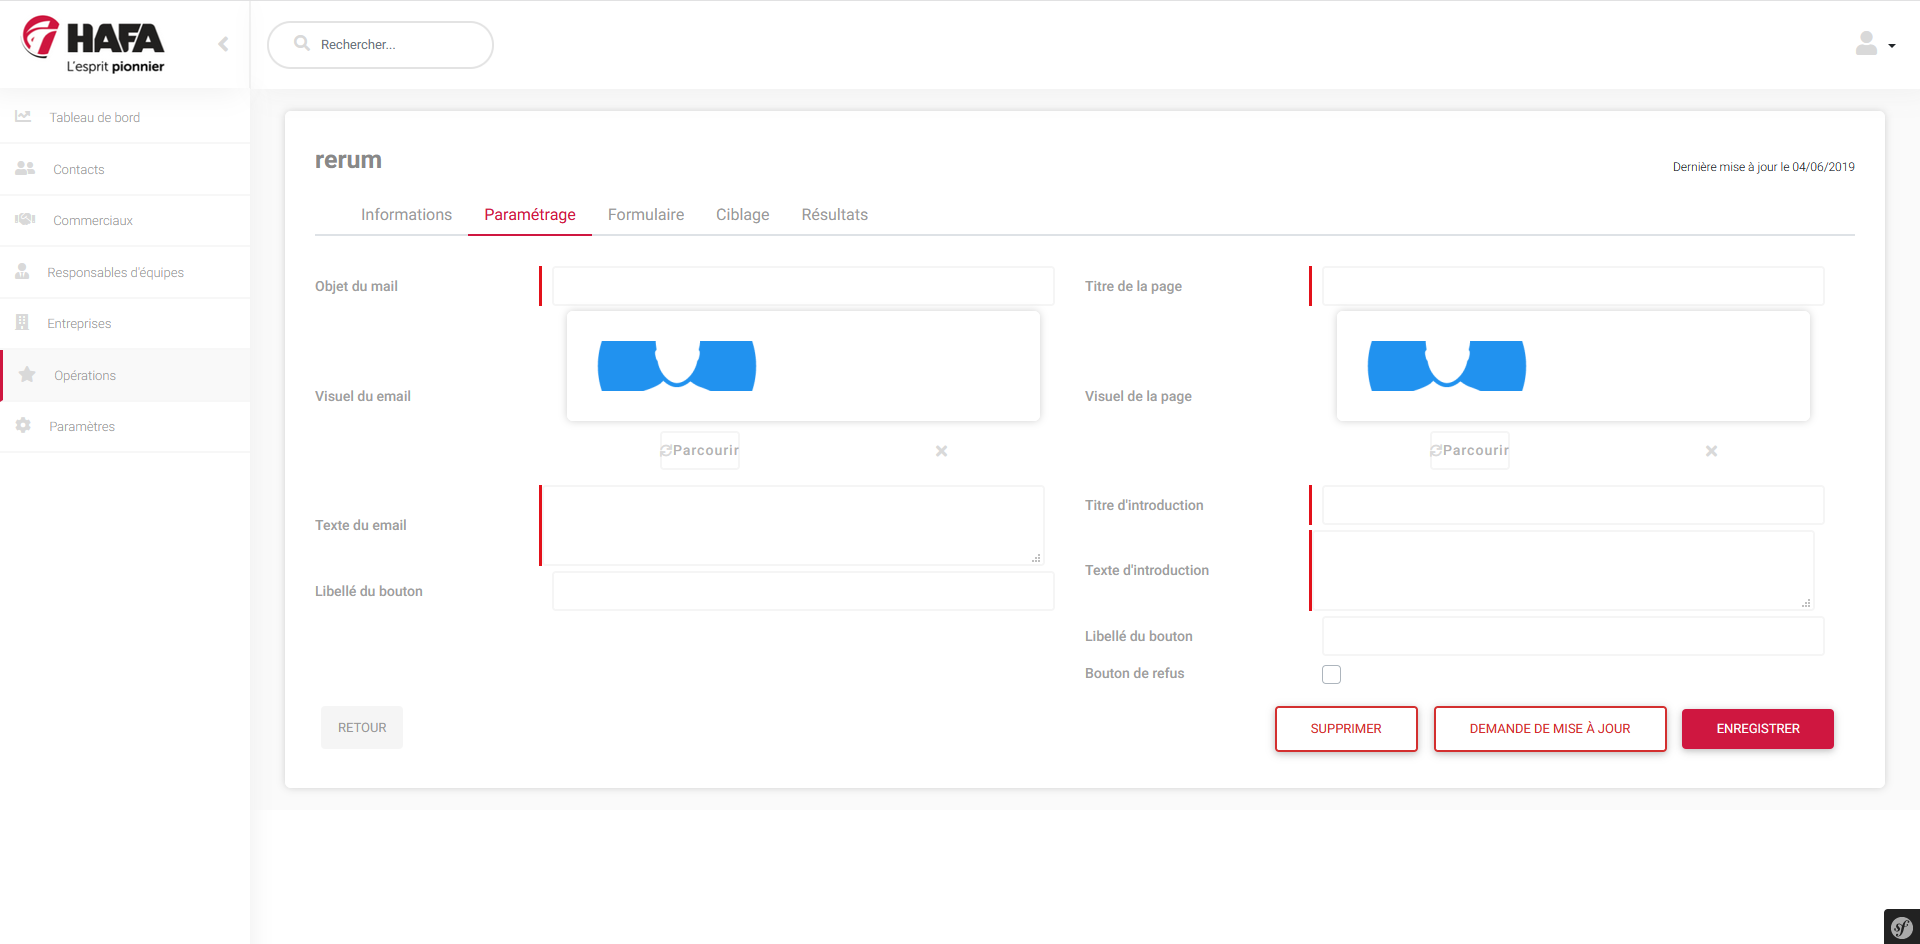 HAFA
L'esprit pionnier
Rechercher...
Tableau de bord
Contacts
Commerciaux
Responsables d'équipes
Entreprises
Opérations
Paramètres
rerum
Dernière mise à jour le 04/06/2019
Informations
Paramétrage
Formulaire
Ciblage
Résultats
Objet du mail
Titre de la page
Visuel du email
Visuel de la page
Parcourir
Parcourir
Texte du email
Titre d'introduction
Texte d'introduction
Libellé du bouton
Libellé du bouton
Bouton de refus
RETOUR
SUPPRIMER
DEMANDE DE MISE À JOUR
ENREGISTRER
sf